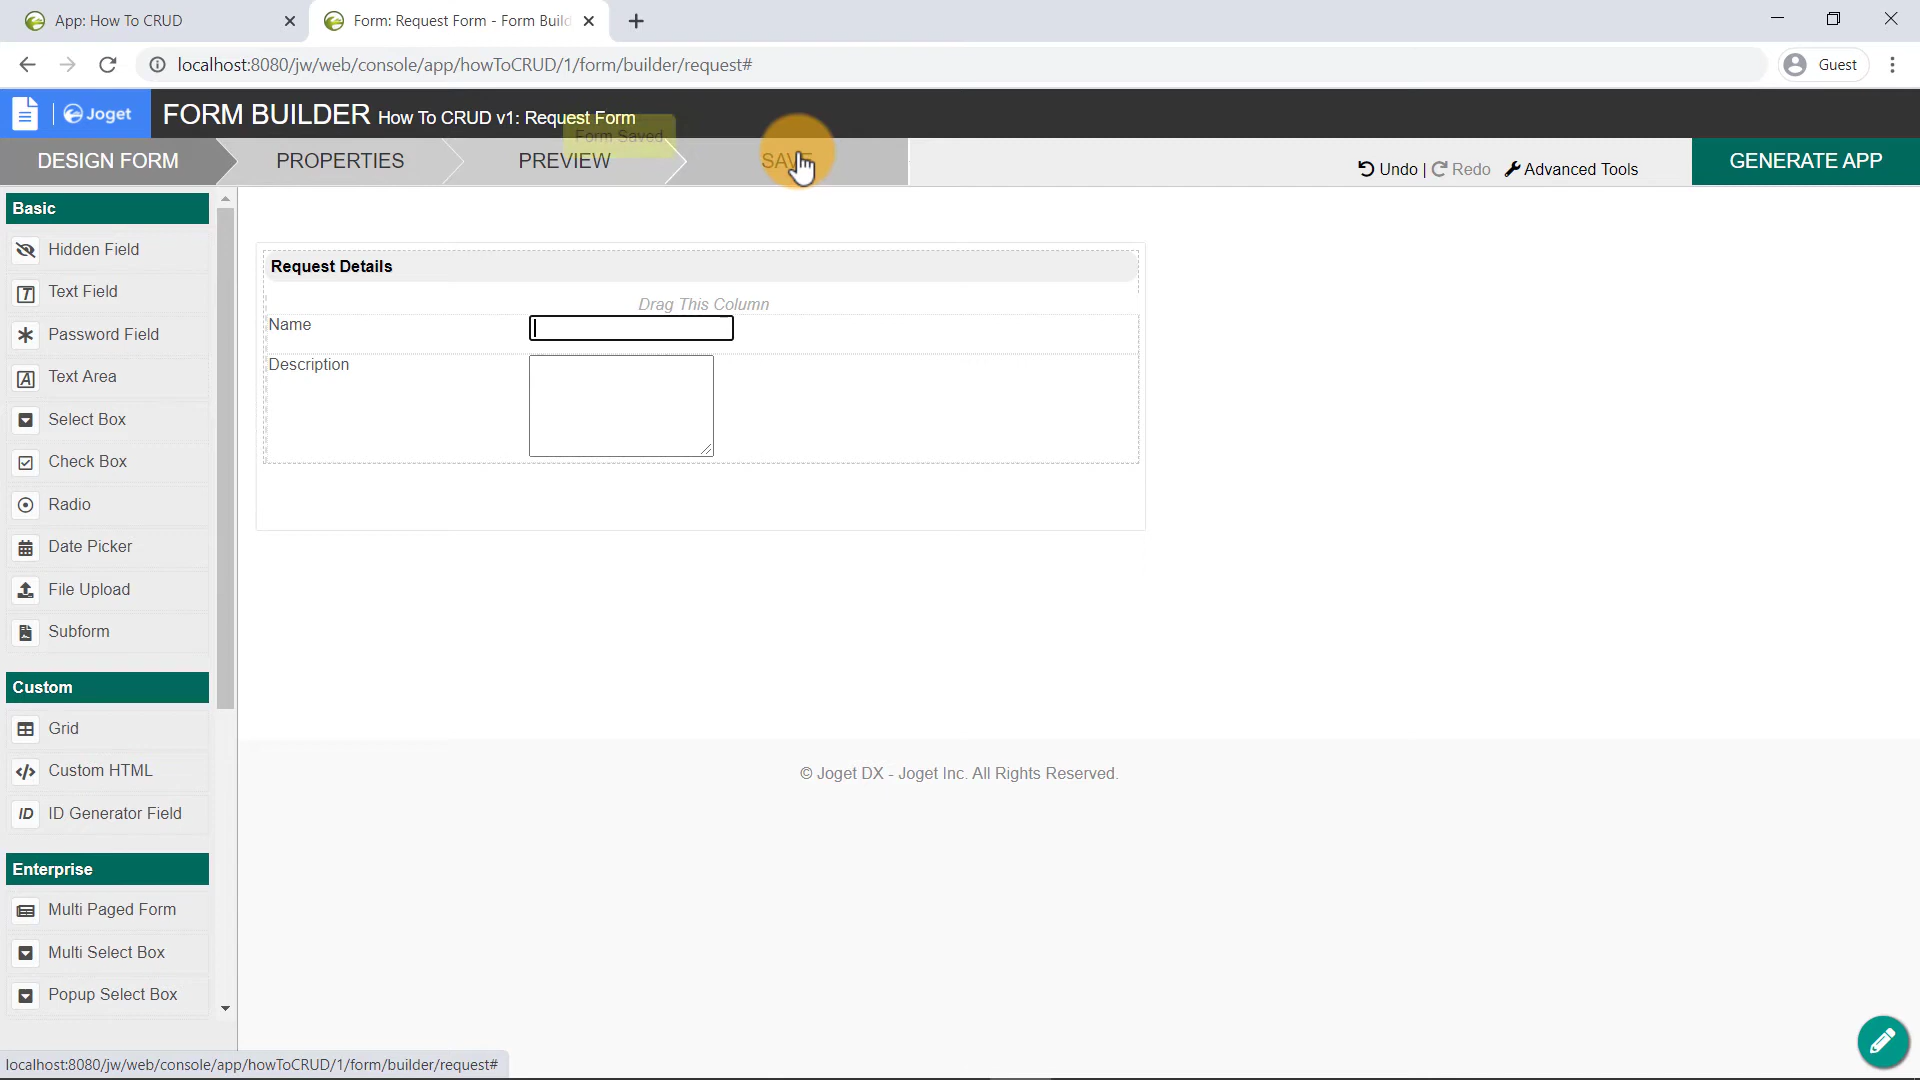 App: How To CRUD
Form: Request Form - Form Build
localhost:8080/jw/web/console/app/howToCRUD/1/form/builder/request#
Guest
Joget
FORM BUILDER How To CRUD v1: Request Form
Form Saved
DESIGN FORM
PROPERTIES
PREVIEW
SAVE
Undo | Redo
Advanced Tools
GENERATE APP
Basic
Hidden Field
Text Field
Password Field
Text Area
Select Box
Check Box
Radio
Date Picker
File Upload
Subform
Custom
Grid
Custom HTML
ID ID Generator Field
Enterprise
Multi Paged Form
Multi Select Box
Popup Select Box
Request Details
Drag This Column
Name
Description
© Joget DX - Joget Inc. All Rights Reserved.
localhost:8080/jw/web/console/app/howToCRUD/1/form/builder/request#